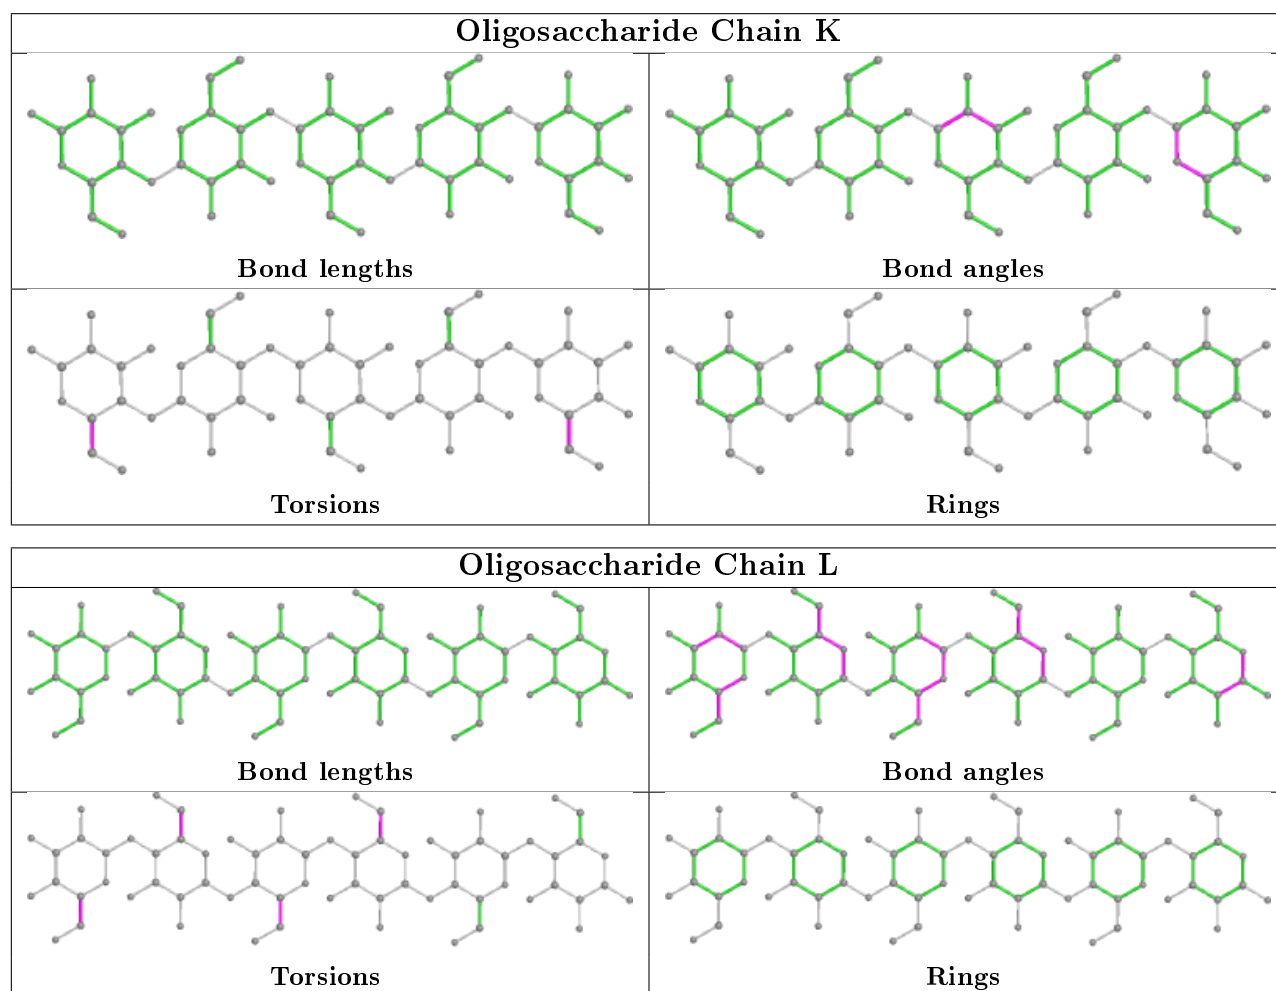 Oligosaccharide Chain K
Bond lengths
Bond angles
Torsions
Rings
Oligosaccharide Chain L
Bond lengths
Bond angles
Torsions
Rings